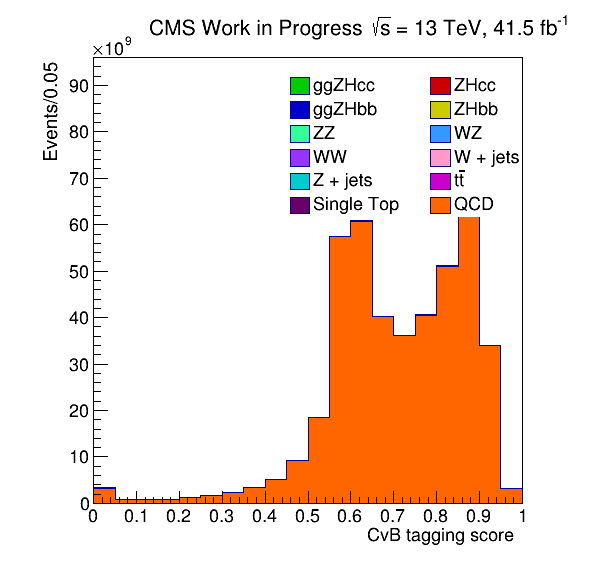 CMS Work in Progress √s = 13 TeV, 41.5 fb⁻¹
×10⁹
Events/0.05
90
80
70
60
50
40
30
20
10
0
ggZHcc ZHcc
ggZHbb ZHbb
ZZ WZ
WW W + jets
Z + jets tt̄
Single Top QCD
0 0.1 0.2 0.3 0.4 0.5 0.6 0.7 0.8 0.9 1
CvB tagging score